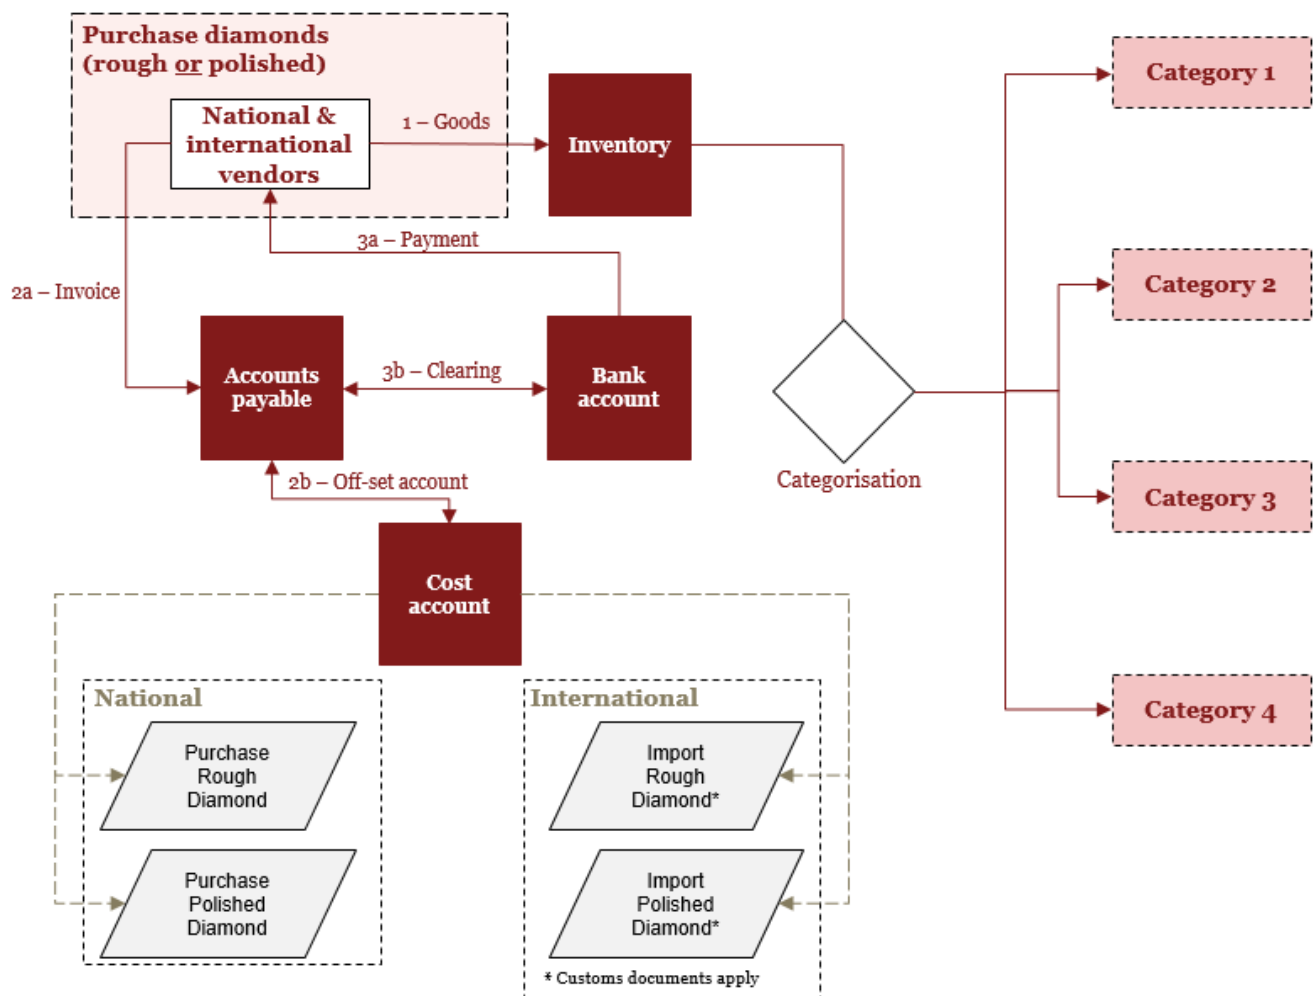 Purchase diamonds
(rough or polished)
National &
international
vendors
1 – Goods
Inventory
Category 1
3a – Payment
2a – Invoice
Category 2
Accounts
payable
3b – Clearing
Bank
account
Categorisation
Category 3
2b – Off-set account
Cost
account
Category 4
National
Purchase
Rough
Diamond
Purchase
Polished
Diamond
International
Import
Rough
Diamond*
Import
Polished
Diamond*
* Customs documents apply